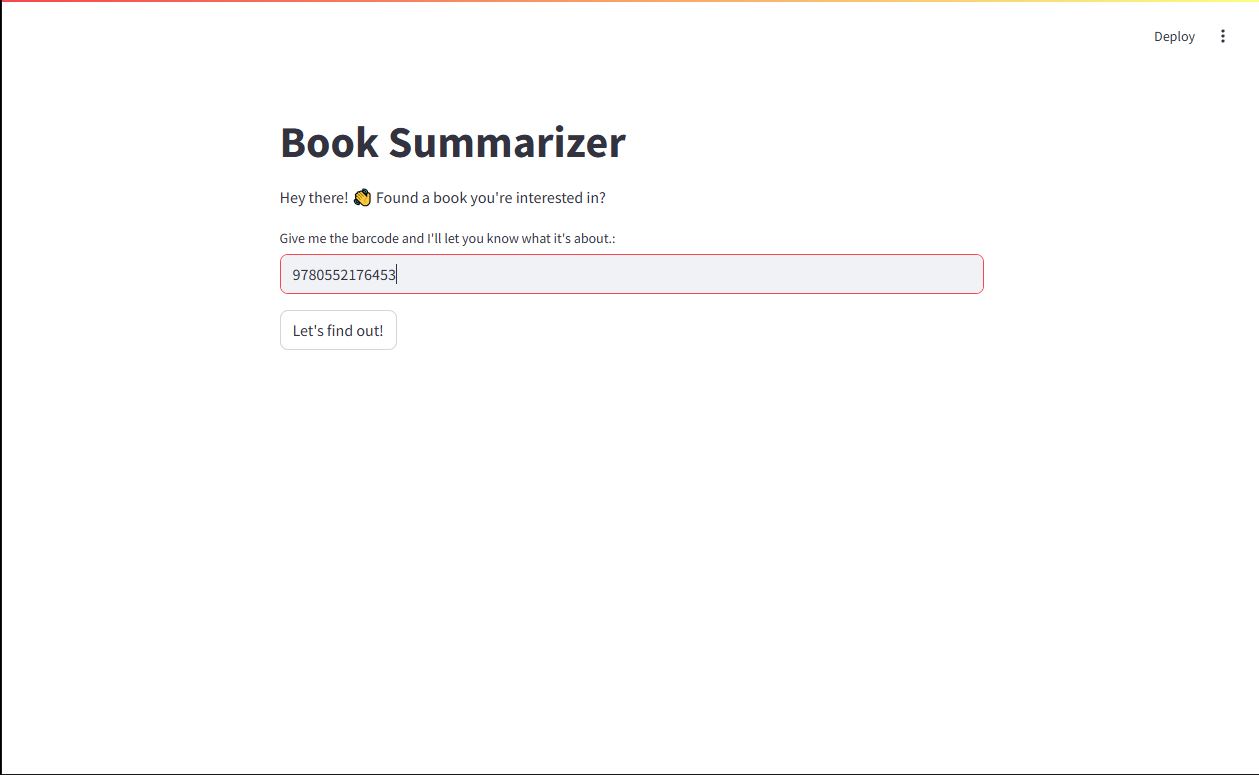 Deploy
Book Summarizer
Hey there! 👋 Found a book you're interested in?
Give me the barcode and I'll let you know what it's about.:
9780552176453
Let's find out!